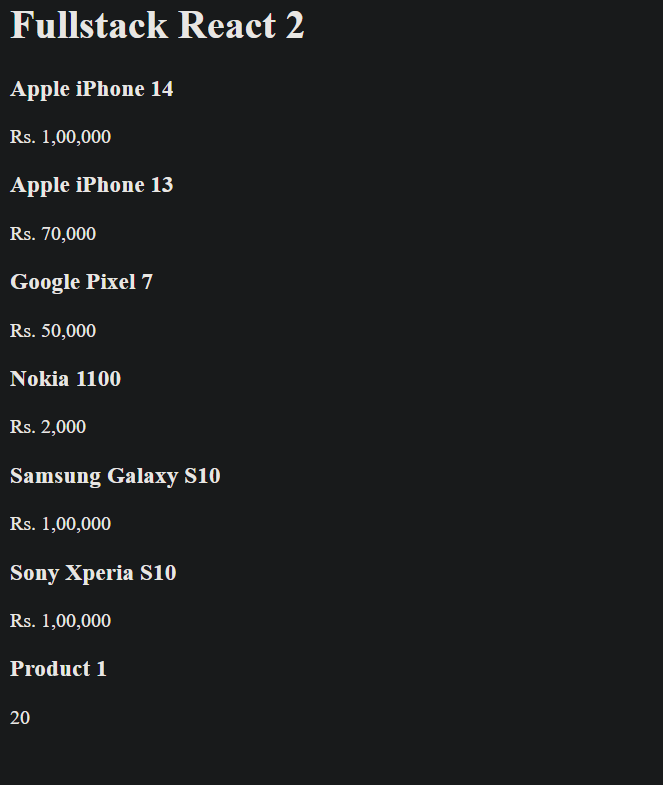 Fullstack React 2
Apple iPhone 14
Rs. 1,00,000
Apple iPhone 13
Rs. 70,000
Google Pixel 7
Rs. 50,000
Nokia 1100
Rs. 2,000
Samsung Galaxy S10
Rs. 1,00,000
Sony Xperia S10
Rs. 1,00,000
Product 1
20